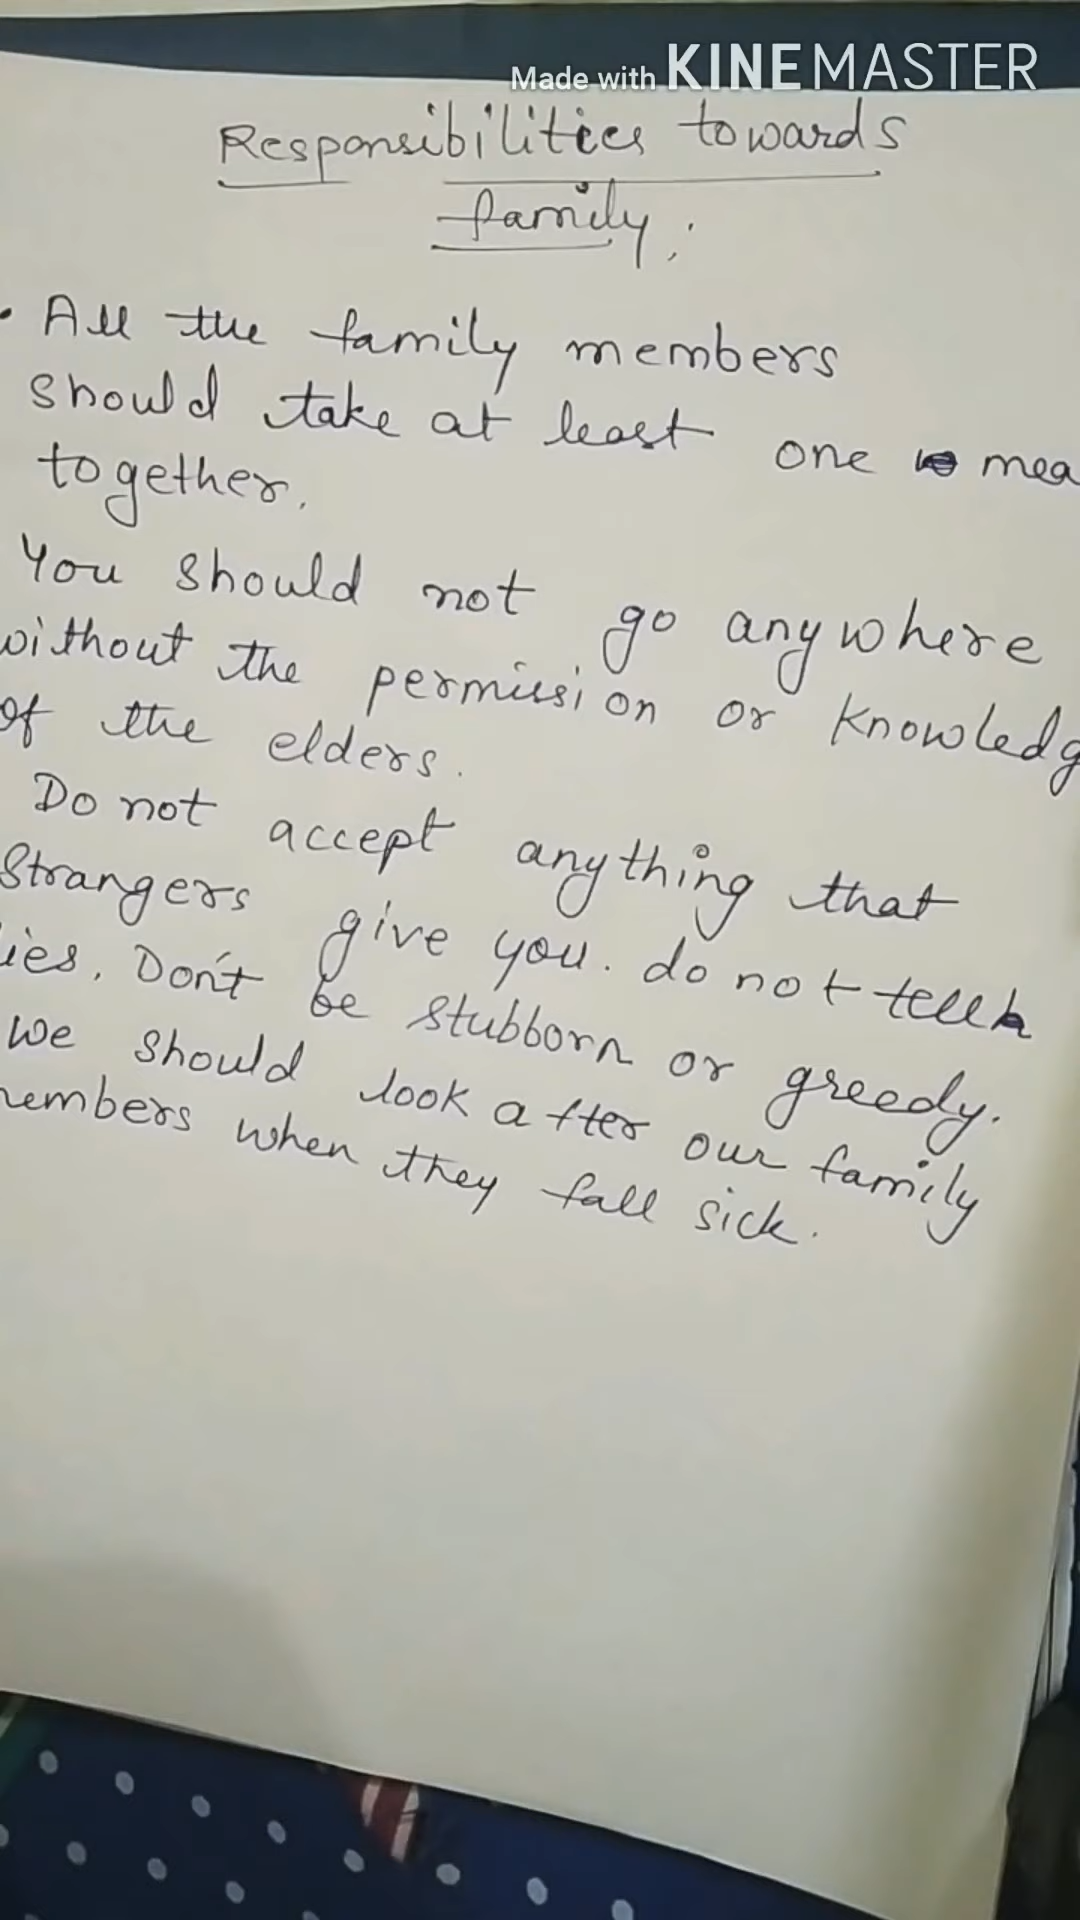 Made with KINEMASTER
Responsibilities towards
family:
• All the family members
should take at least one mea
together.
You should not go anywhere
without the permission or knowledg
of the elders.
Do not accept anything that
Strangers give you. do not tell
lies. Don't be stubborn or greedy.
We should look after our family
members when they fall sick.